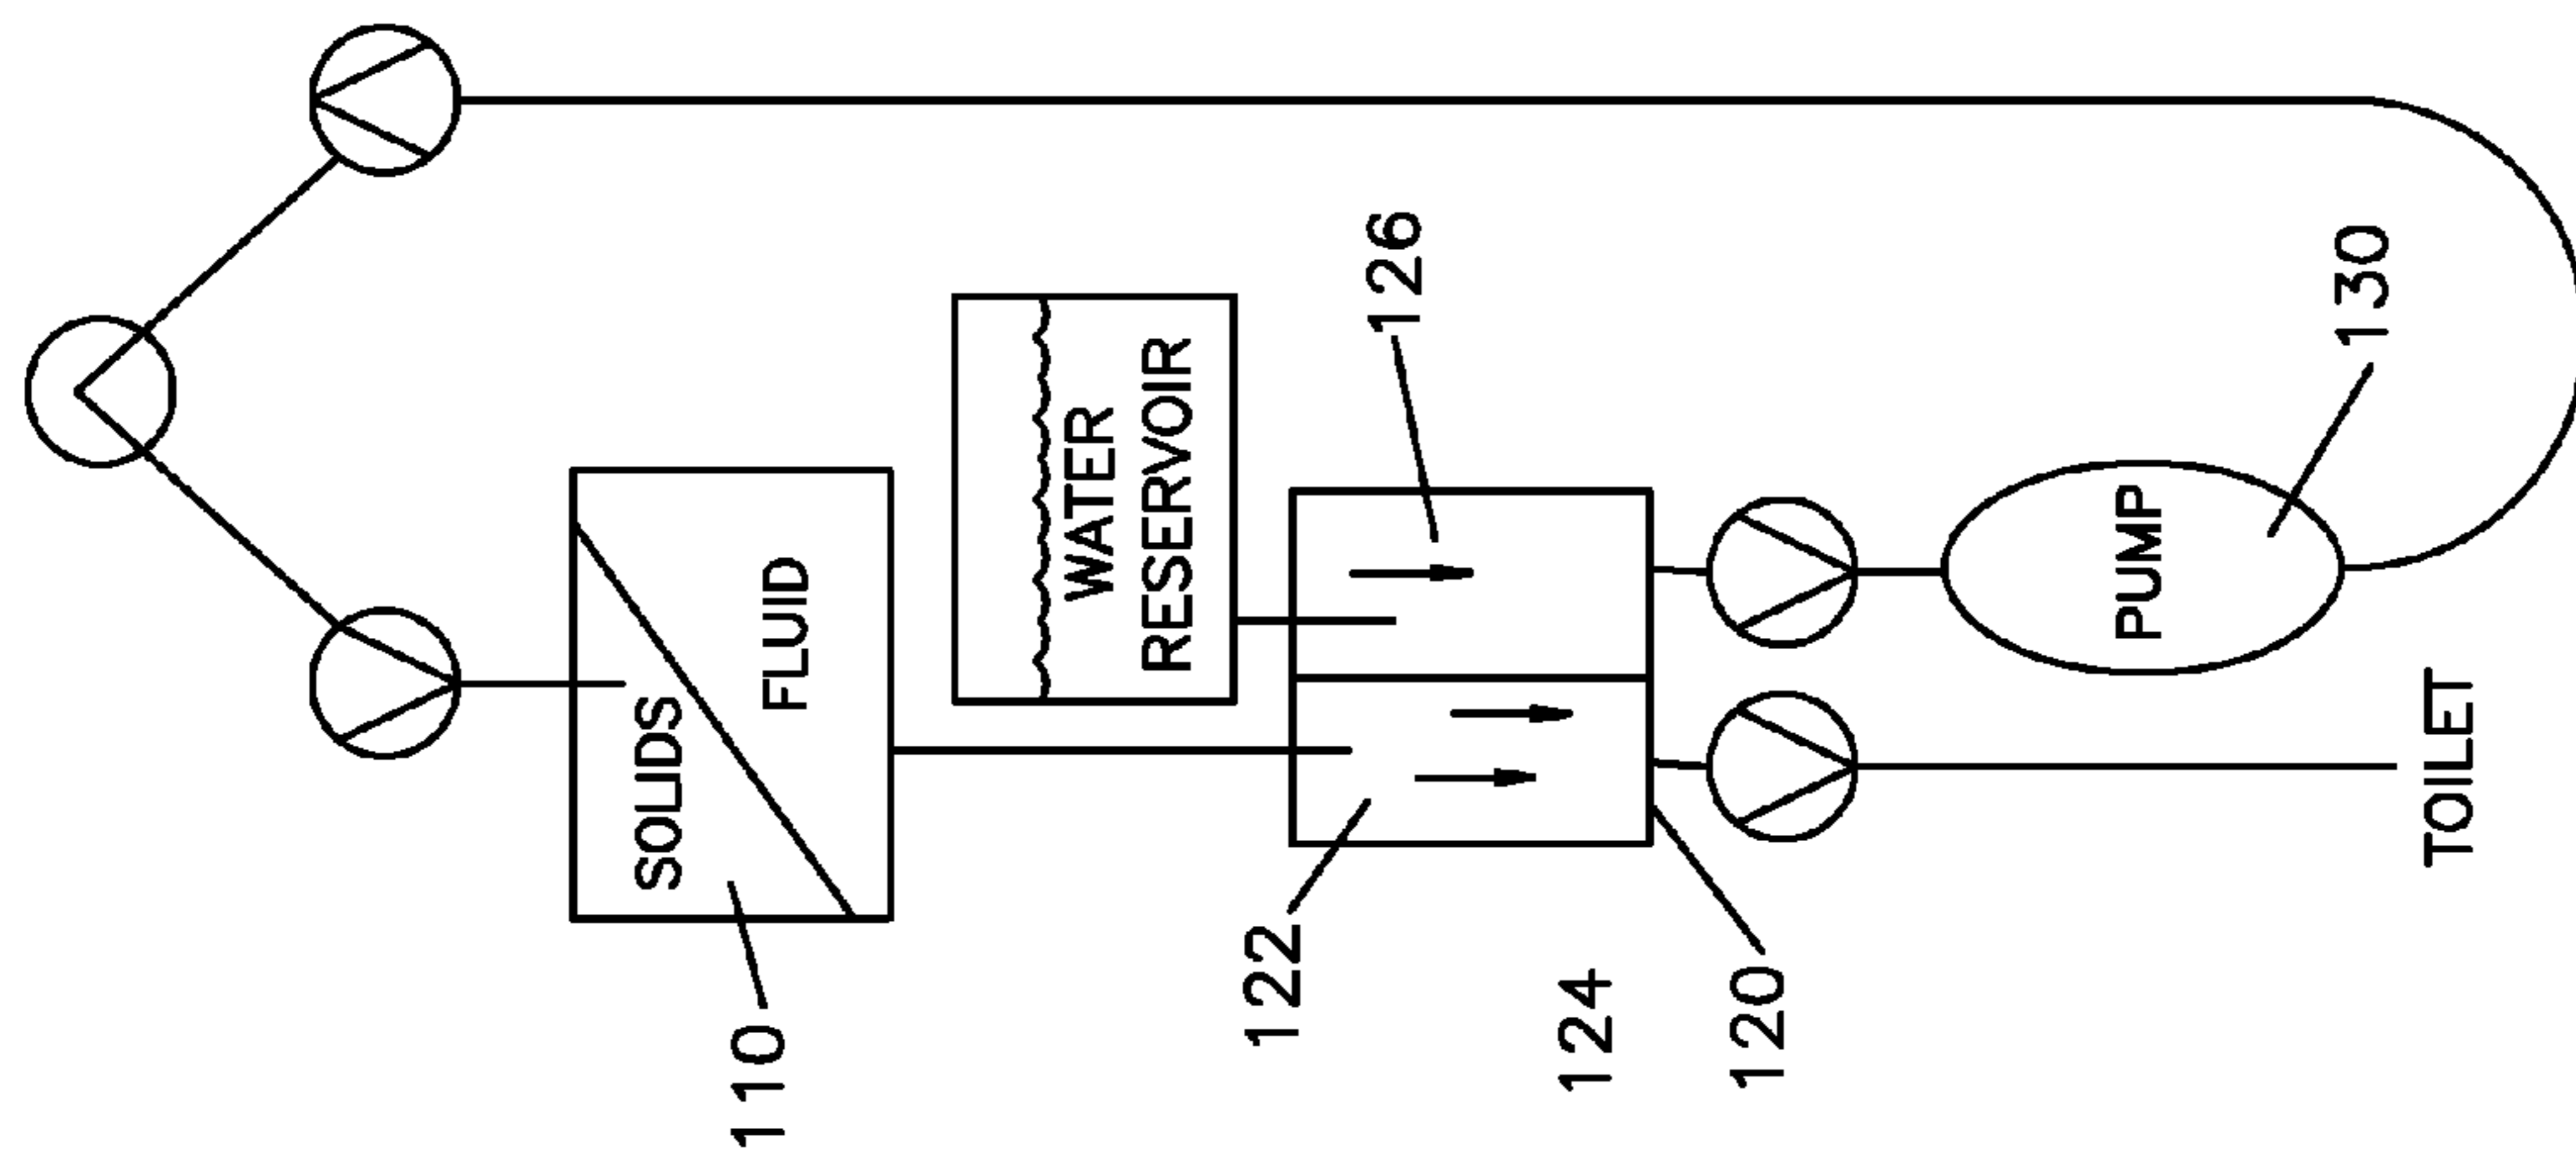 110
SOLIDS
FLUID
WATER
RESERVOIR
122
126
124
120
PUMP
130
TOILET